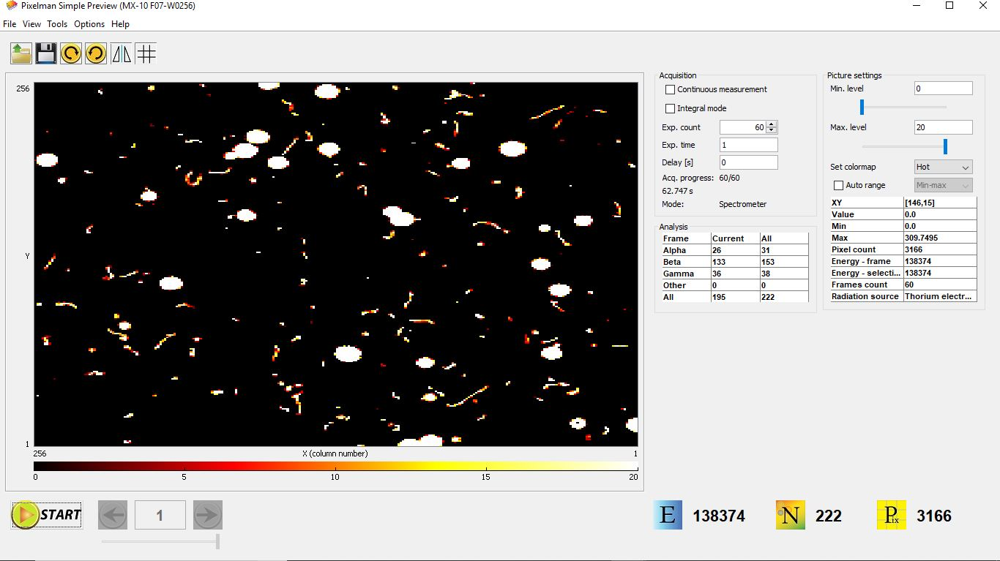 Pixelman Simple Preview (MX-10 F07-W0256)
File View Tools Options Help
256
Y
1
256 X (column number) 1
0 5 10 15 20
START
1
Acquisition
Continuous measurement
Integral mode
Exp. count 60
Exp. time 1
Delay [s] 0
Acq. progress: 60/60
62.747 s
Mode: Spectrometer
Analysis
Frame Current All
Alpha 26 31
Beta 133 153
Gamma 36 38
Other 0 0
All 195 222
Picture settings
Min. level 0
Max. level 20
Set colormap Hot
Auto range Min-max
XY [146,15]
Value 0.0
Min 0.0
Max 309.7495
Pixel count 3166
Energy - frame 138374
Energy - selecti... 138374
Frames count 60
Radiation source Thorium electr...
E 138374 N 222 Pix 3166